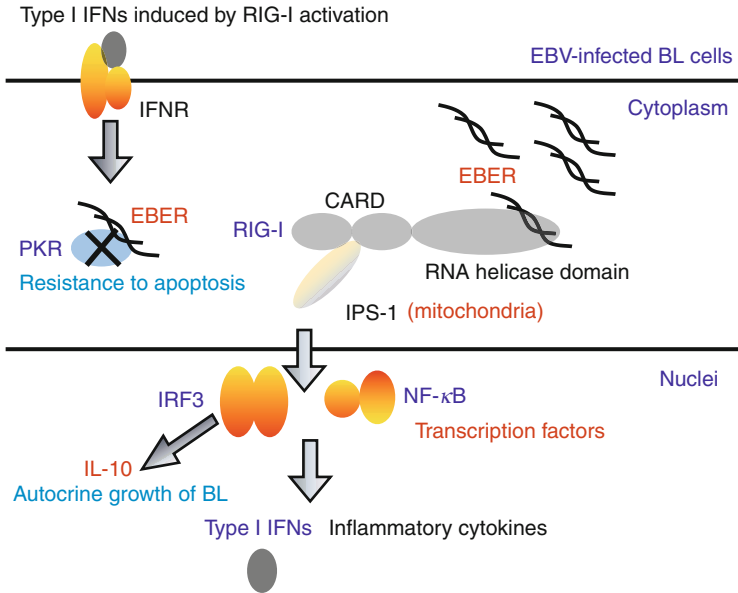 Type I IFNs induced by RIG-I activation
EBV-infected BL cells
IFNR
Cytoplasm
EBER
CARD
EBER
RIG-I
PKR
RNA helicase domain
Resistance to apoptosis
IPS-1 (mitochondria)
Nuclei
IRF3
NF-κB
Transcription factors
IL-10
Autocrine growth of BL
Type I IFNs Inflammatory cytokines